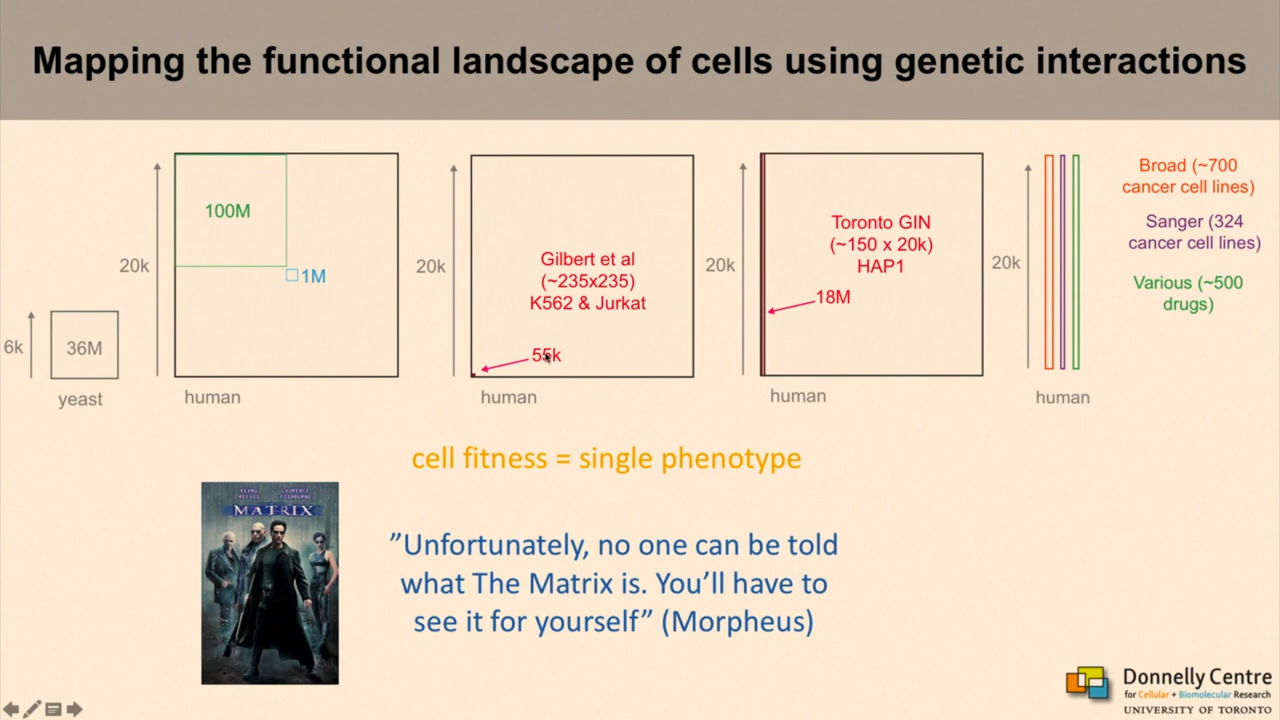 Mapping the functional landscape of cells using genetic interactions
6k
36M
yeast
20k
100M
1M
human
20k
Gilbert et al
(~235x235)
K562 & Jurkat
55k
human
20k
Toronto GIN
(~150 x 20k)
HAP1
18M
human
20k
human
Broad (~700
cancer cell lines)
Sanger (324
cancer cell lines)
Various (~500
drugs)
cell fitness = single phenotype
KEANU REEVES
LAURENCE FISHBURNE
MATRIX
”Unfortunately, no one can be told
what The Matrix is. You’ll have to
see it for yourself” (Morpheus)
Donnelly Centre
for Cellular + Biomolecular Research
UNIVERSITY OF TORONTO